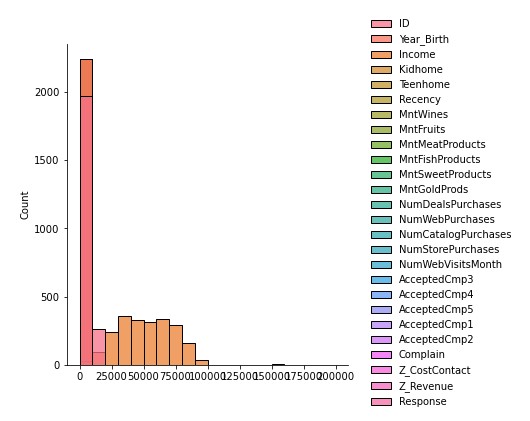 ID
Year_Birth
Income
Kidhome
Teenhome
Recency
MntWines
MntFruits
MntMeatProducts
MntFishProducts
MntSweetProducts
MntGoldProds
NumDealsPurchases
NumWebPurchases
NumCatalogPurchases
NumStorePurchases
NumWebVisitsMonth
AcceptedCmp3
AcceptedCmp4
AcceptedCmp5
AcceptedCmp1
AcceptedCmp2
Complain
Z_CostContact
Z_Revenue
Response
Count
2000
1500
1000
500
0
0 25000 50000 75000 100000 125000 150000 175000 200000